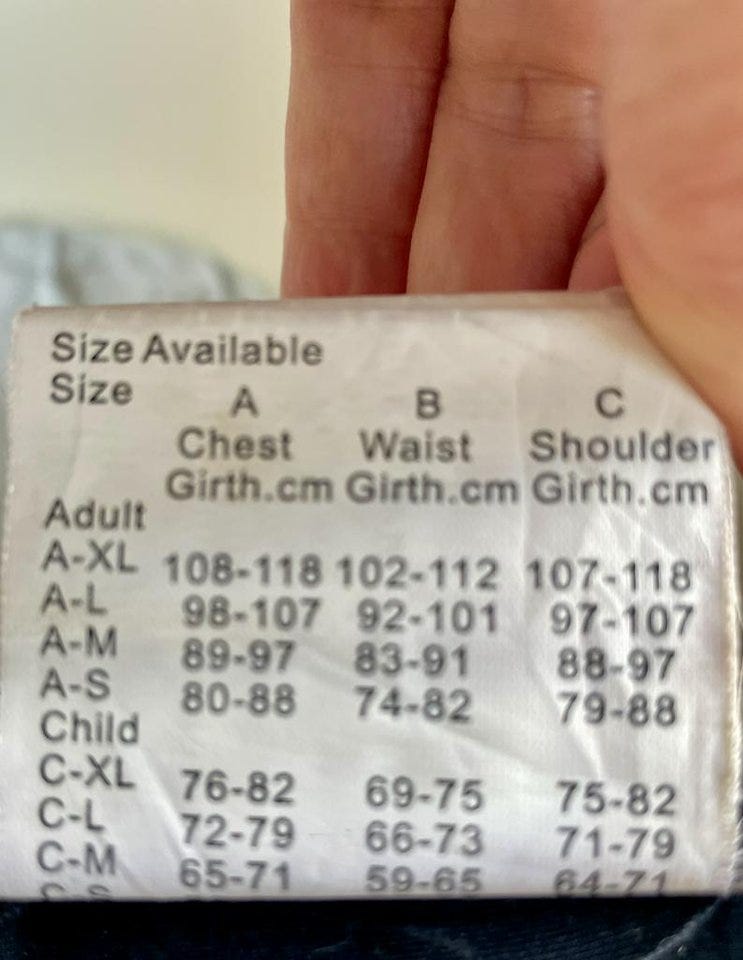 Size Available
Size A B C
Chest Waist Shoulder
Girth.cm Girth.cm Girth.cm
Adult
A-XL 108-118 102-112 107-118
A-L 98-107 92-101 97-107
A-M 89-97 83-91 88-97
A-S 80-88 74-82 79-88
Child
C-XL 76-82 69-75 75-82
C-L 72-79 66-73 71-79
C-M 65-71 59-65 64-71